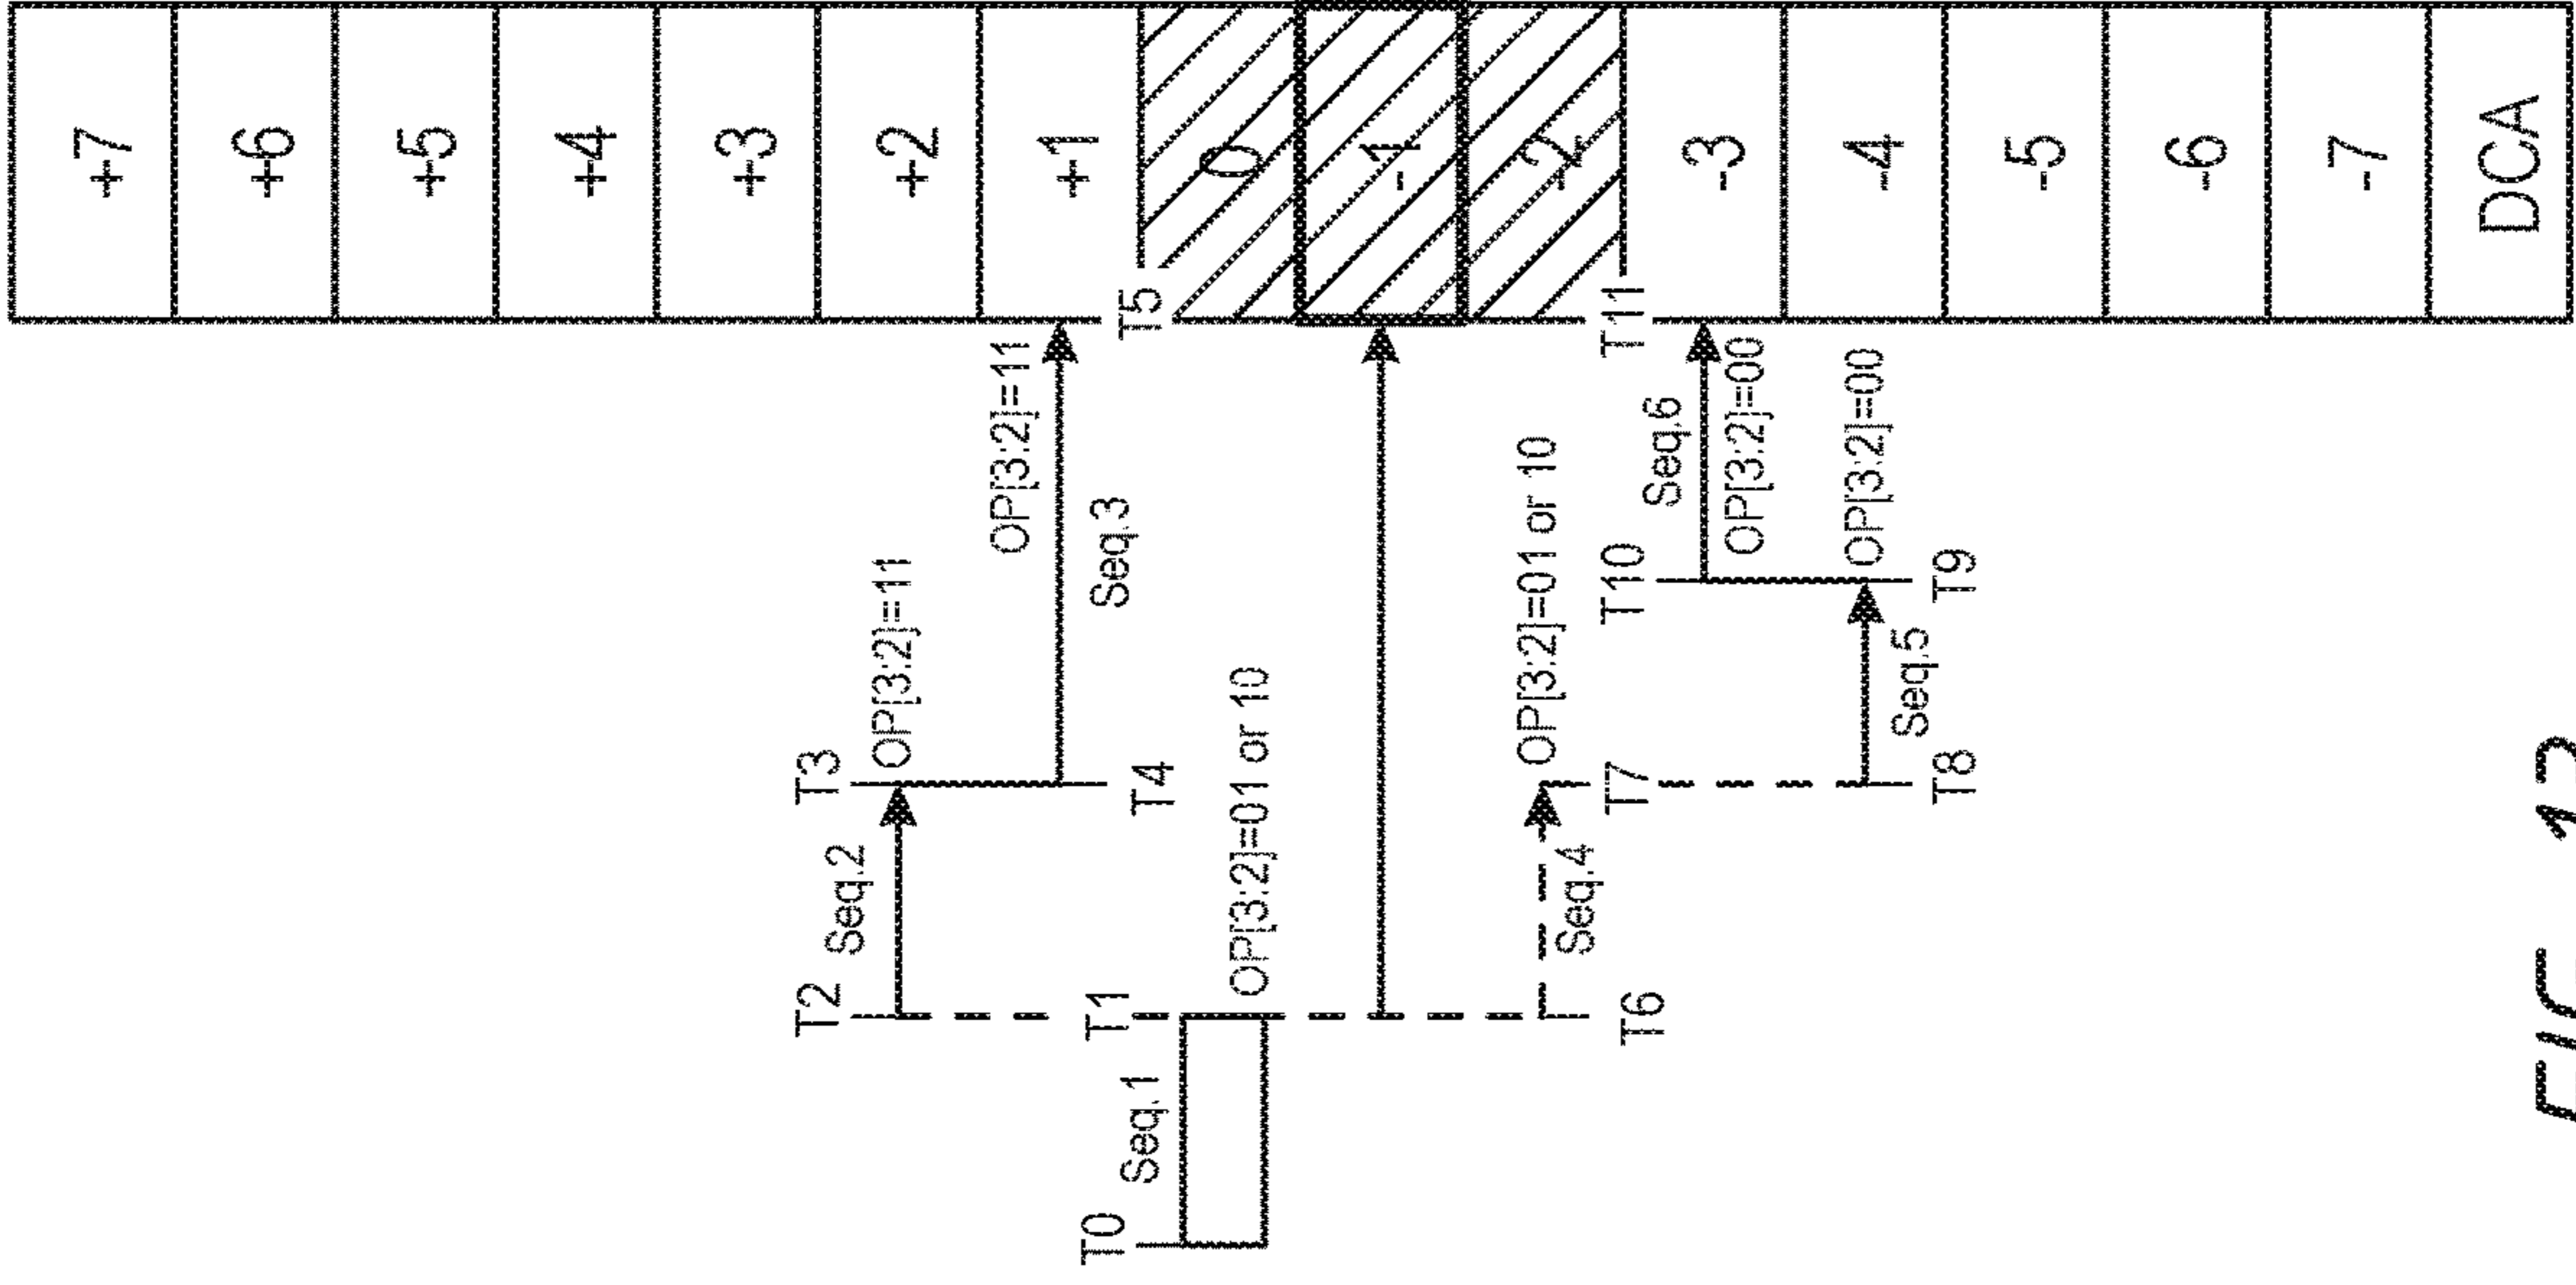 +7
+6
+5
+4
+3
+2
+1
0
-1
-2
-3
-4
-5
-6
-7
DCA
T5
T11
OP[3:2]=11
Seq.3
Seq.6
OP[3:2]=00
OP[3:2]=00
T3
OP[3:2]=11
T4
OP[3:2]=01 or 10
T10
T9
T7
Seq.5
T8
Seq.2
OP[3:2]=01 or 10
Seq.4
T2
T1
T6
Seq.1
T0